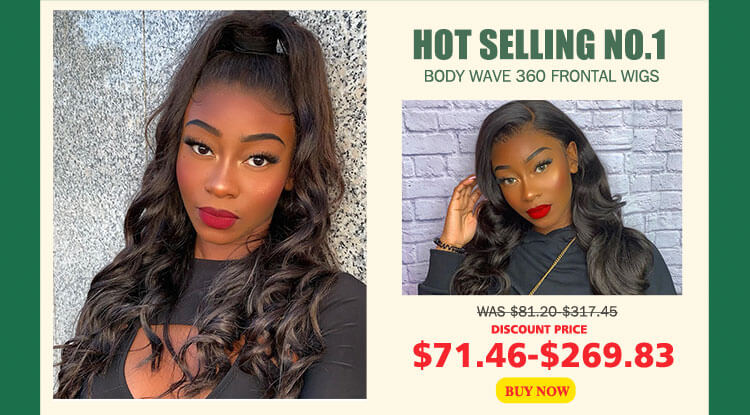 HOT SELLING NO.1
BODY WAVE 360 FRONTAL WIGS
WAS $81.20-$317.45
DISCOUNT PRICE
$71.46-$269.83
BUY NOW